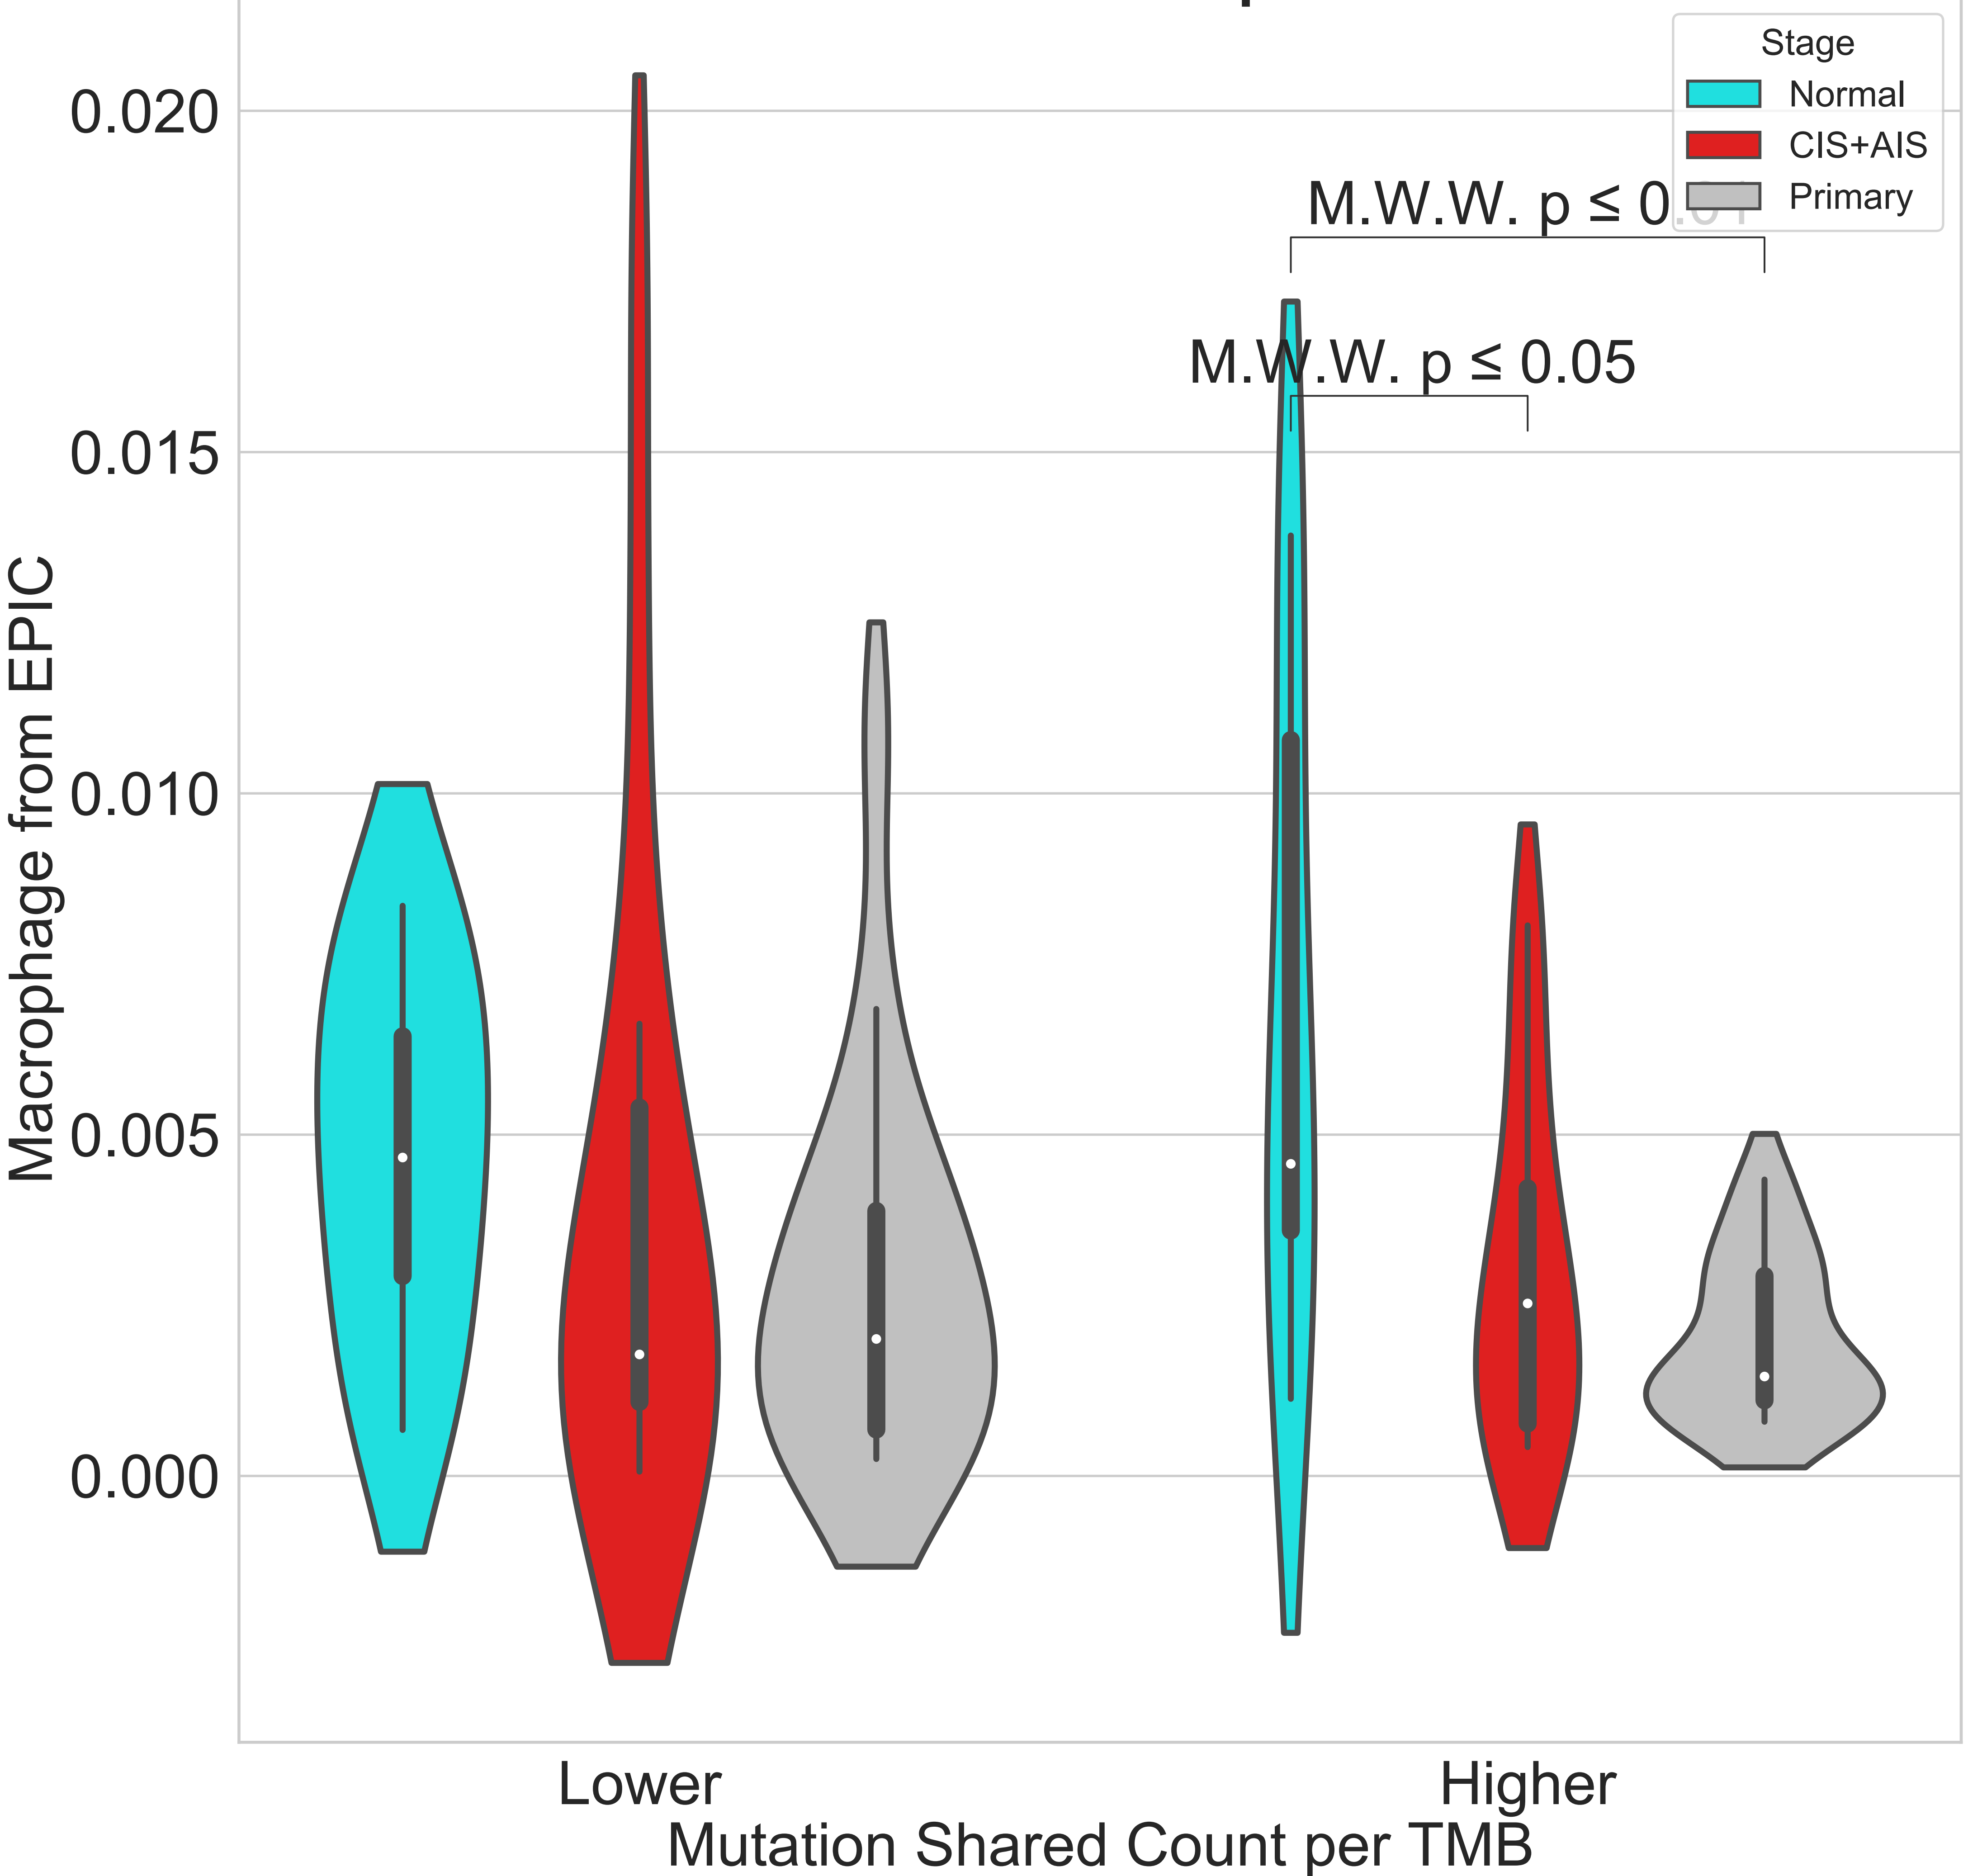 Stage
Normal
CIS+AIS
Primary
M.W.W. p ≤ 0.01
M.W.W. p ≤ 0.05
0.020
0.015
0.010
0.005
0.000
Macrophage from EPIC
Lower
Higher
Mutation Shared Count per TMB